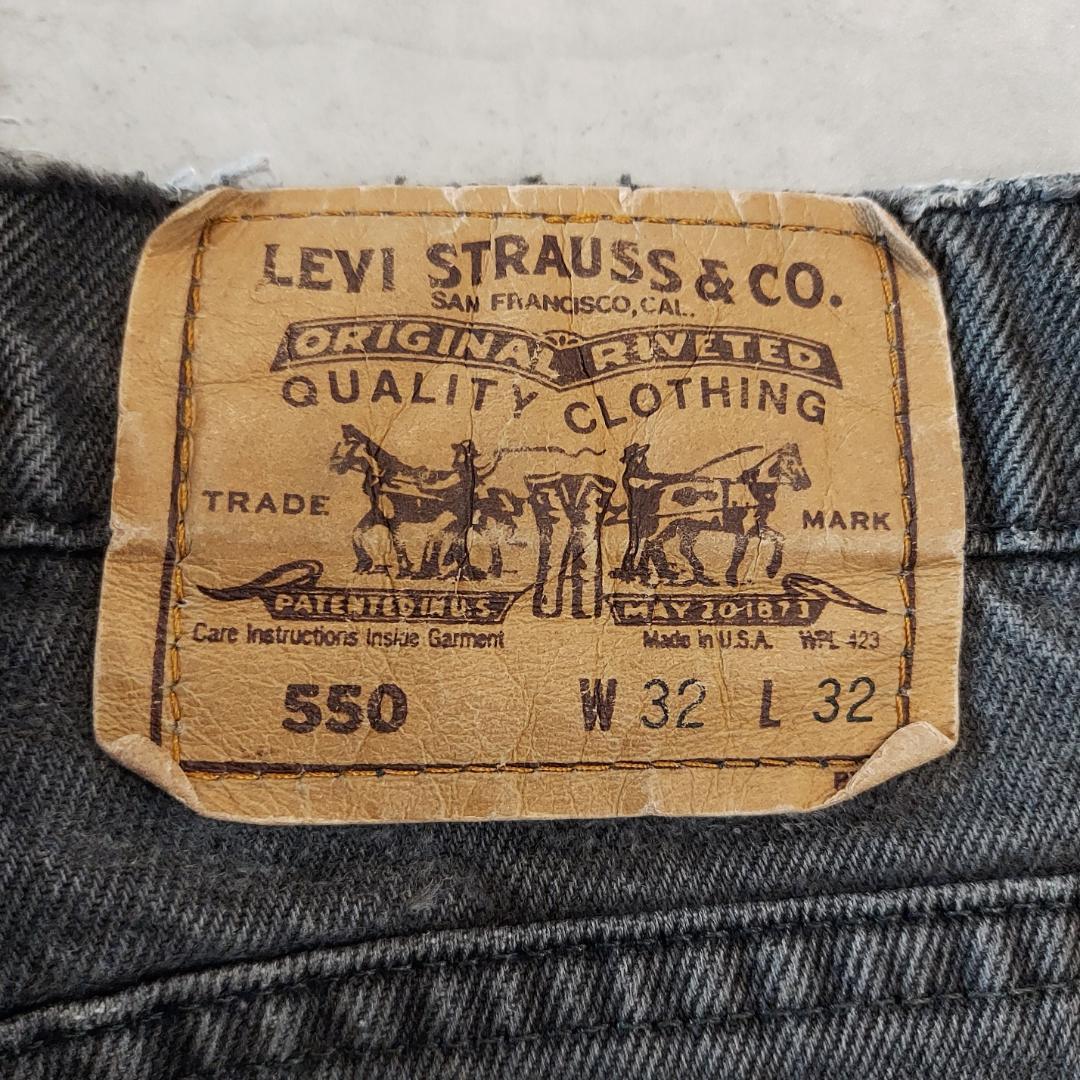 LEVI STRAUSS & CO.
SAN FRANCISCO, CAL.
ORIGINAL RIVETED
QUALITY CLOTHING
TRADE MARK
PATENTED IN U.S. MAY 20 1873
Care Instructions Inside Garment Made in U.S.A. WPL 423
550 W 32 L 32